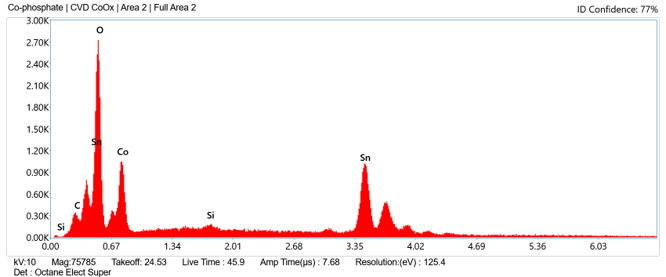 Co-phosphate | CVD CoOx | Area 2 | Full Area 2
ID Confidence: 77%
3.00K
2.70K
2.40K
2.10K
1.80K
1.50K
1.20K
0.90K
0.60K
0.30K
0.00K
O
Sn
Co
C
Si
Si
Sn
0.00 0.67 1.34 2.01 2.68 3.35 4.02 4.69 5.36 6.03
kV:10 Mag:75785 Takeoff: 24.53 Live Time : 45.9 Amp Time(µs) : 7.68 Resolution:(eV) : 125.4
Det : Octane Elect Super